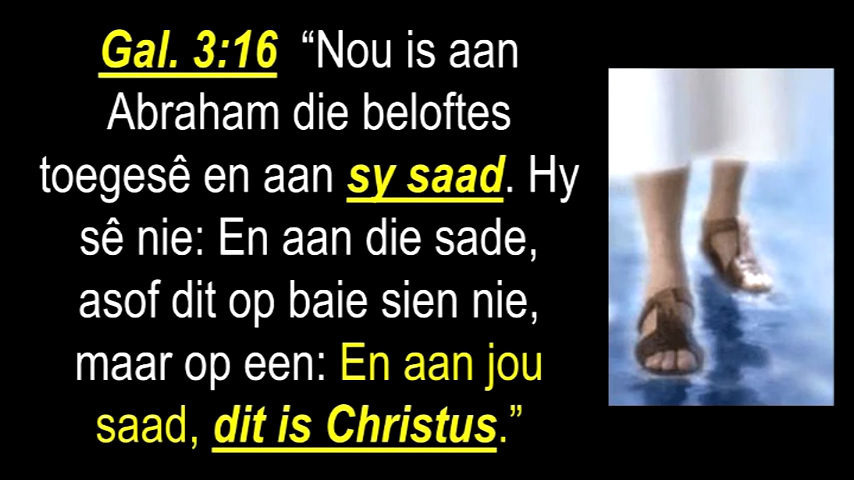 Gal. 3:16 “Nou is aan
Abraham die beloftes
toegesê en aan sy saad. Hy
sê nie: En aan die sade,
asof dit op baie sien nie,
maar op een: En aan jou
saad, dit is Christus.”